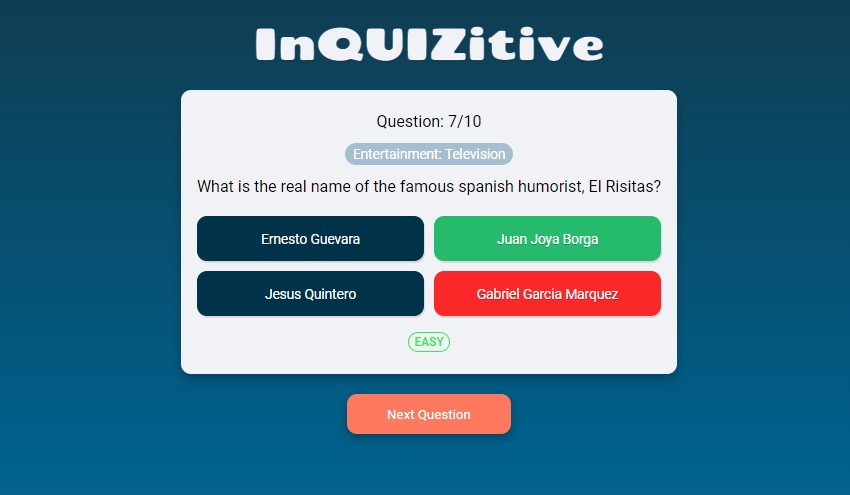 InQUIZitive
Question: 7/10
Entertainment: Television
What is the real name of the famous spanish humorist, El Risitas?
Ernesto Guevara
Juan Joya Borga
Jesus Quintero
Gabriel Garcia Marquez
EASY
Next Question